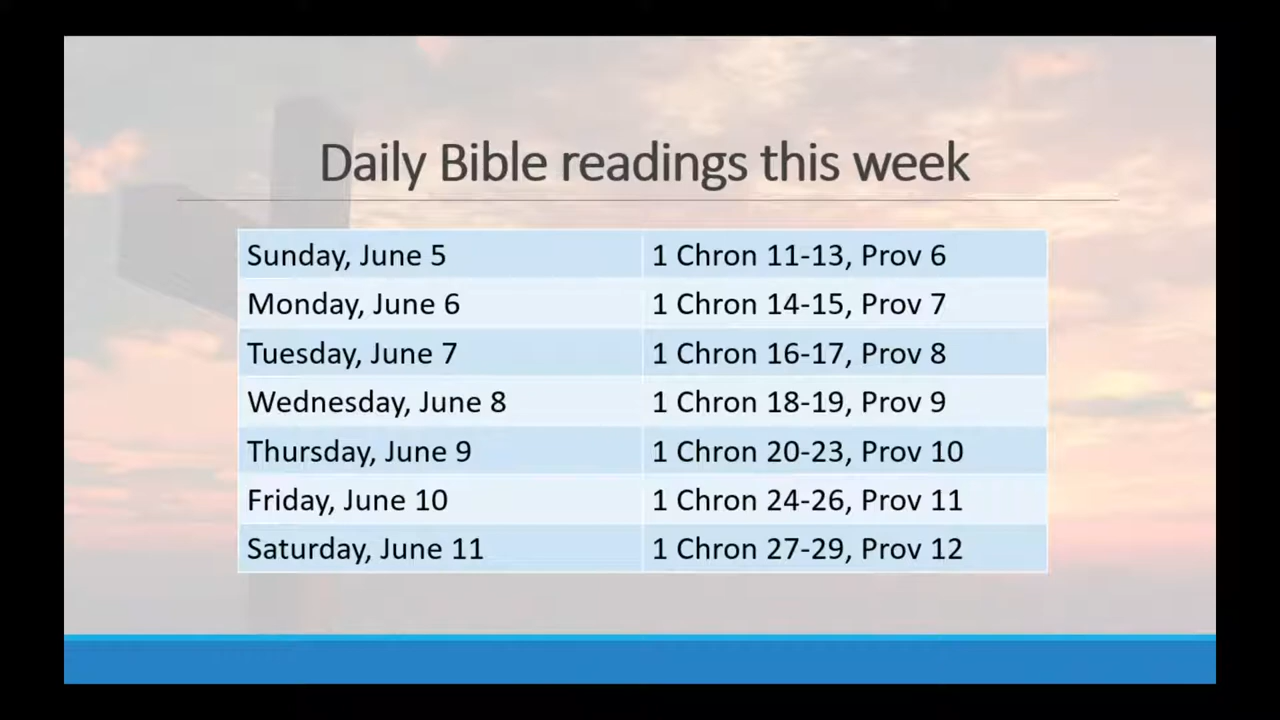 Daily Bible readings this week
Sunday, June 5 1 Chron 11-13, Prov 6
Monday, June 6 1 Chron 14-15, Prov 7
Tuesday, June 7 1 Chron 16-17, Prov 8
Wednesday, June 8 1 Chron 18-19, Prov 9
Thursday, June 9 1 Chron 20-23, Prov 10
Friday, June 10 1 Chron 24-26, Prov 11
Saturday, June 11 1 Chron 27-29, Prov 12